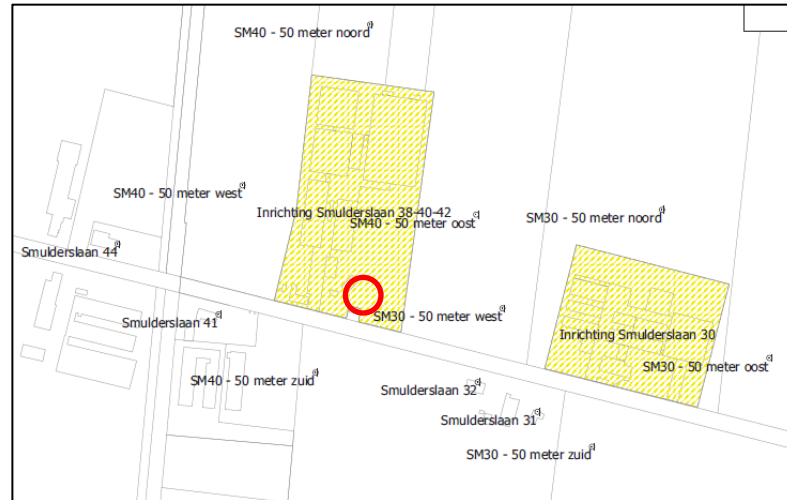 SM40 - 50 meter noord
SM40 - 50 meter west
Inrichting Smulderslaan 38-40-42
SM30 - 50 meter noord
SM40 - 50 meter oost
Smulderslaan 44
SM30 - 50 meter west
Smulderslaan 41
Inrichting Smulderslaan 30
SM30 - 50 meter oost
SM40 - 50 meter zuid
Smulderslaan 32
Smulderslaan 31
SM30 - 50 meter zuid